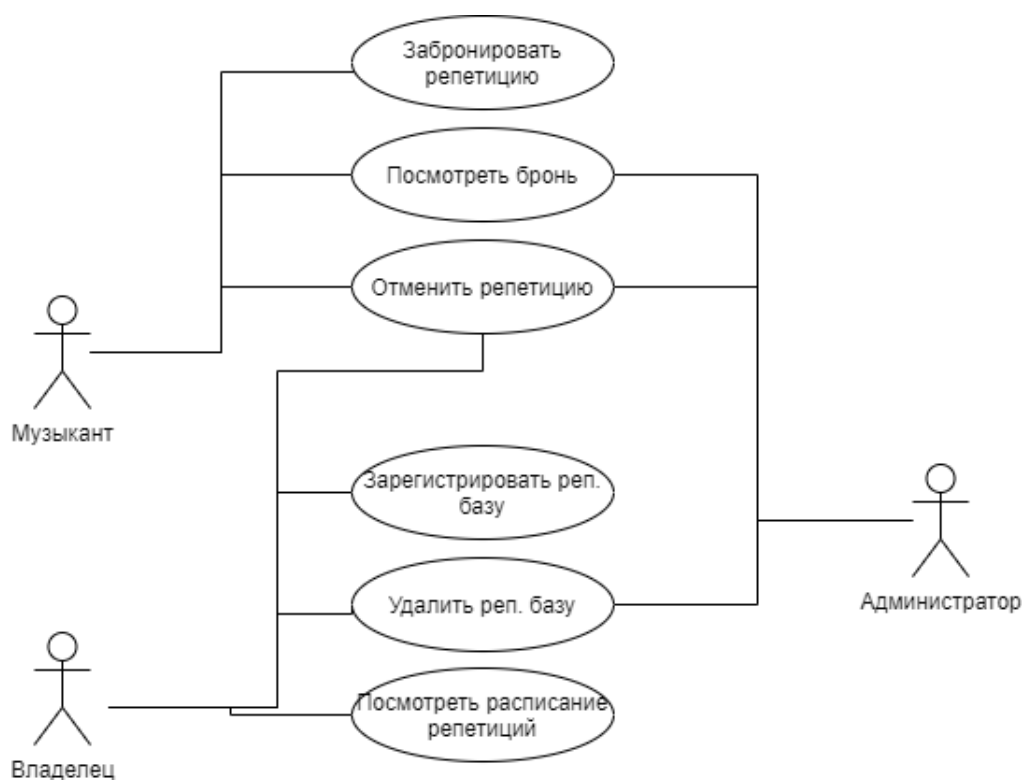 Забронировать
репетицию
Посмотреть бронь
Отменить репетицию
Музыкант
Зарегистрировать реп.
базу
Удалить реп. базу
Администратор
Посмотреть расписание
репетиций
Владелец